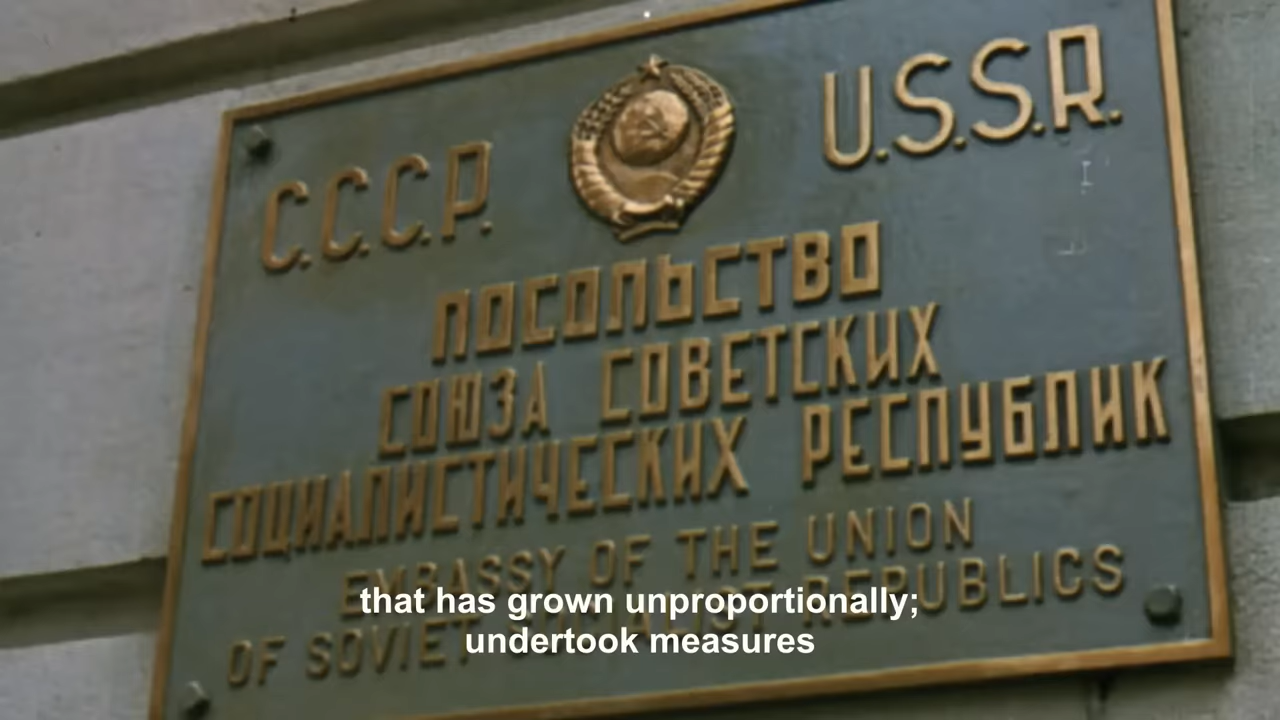 С.С.С.Р. U.S.S.R.
ПОСОЛЬСТВО
СОЮЗА СОВЕТСКИХ
СОЦИАЛИСТИЧЕСКИХ РЕСПУБЛИК
EMBASSY OF THE UNION
OF SOVIET SOCIALIST REPUBLICS
that has grown unproportionally;
undertook measures